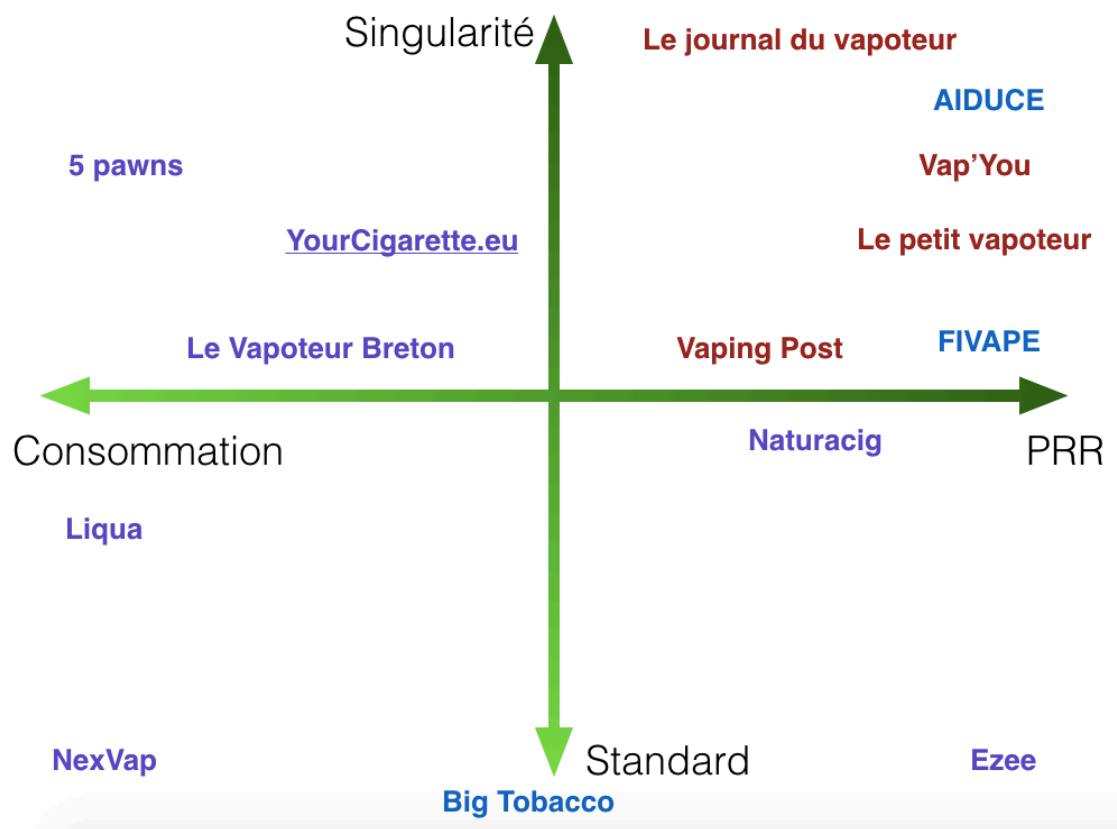 Singularité
Le journal du vapoteur
AIDUCE
5 pawns
Vap’You
YourCigarette.eu
Le petit vapoteur
Le Vapoteur Breton
Vaping Post
FIVAPE
Consommation
Naturacig
PRR
Liqua
NexVap
Standard
Ezee
Big Tobacco